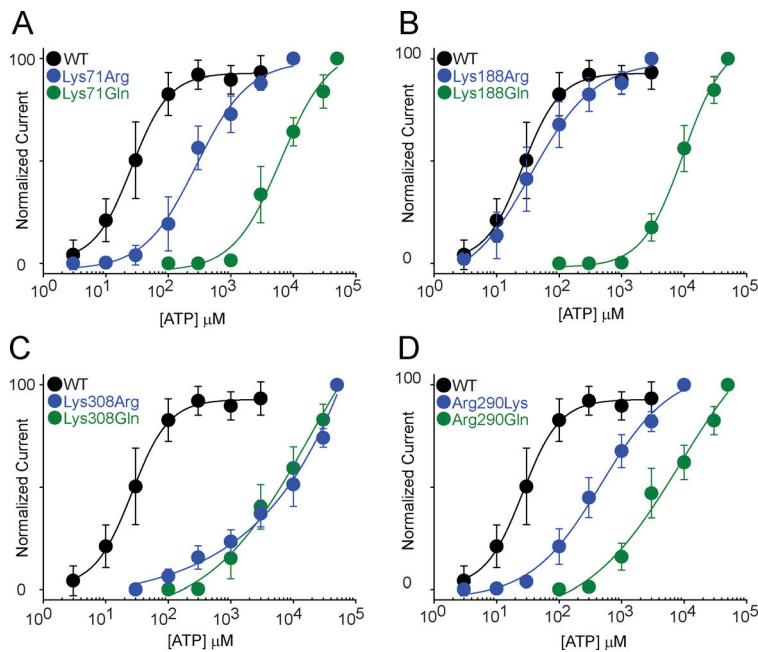 A
100
WT
Lys71Arg
Lys71Gln
Normalized Current
0
10^0 10^1 10^2 10^3 10^4 10^5
[ATP] μM
B
100
WT
Lys188Arg
Lys188Gln
Normalized Current
0
10^0 10^1 10^2 10^3 10^4 10^5
[ATP] μM
C
100
WT
Lys308Arg
Lys308Gln
Normalized Current
0
10^0 10^1 10^2 10^3 10^4 10^5
[ATP] μM
D
100
WT
Arg290Lys
Arg290Gln
Normalized Current
0
10^0 10^1 10^2 10^3 10^4 10^5
[ATP] μM